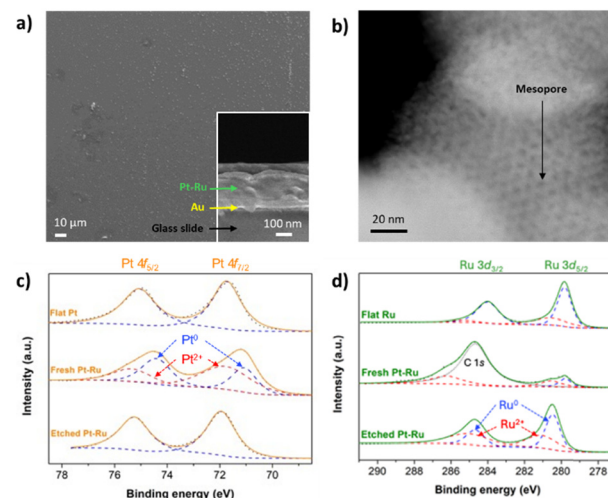 a)
Pt-Ru
Au
Glass slide
10 µm
100 nm
b)
Mesopore
20 nm
c)
Pt 4f5/2
Pt 4f7/2
Flat Pt
Pt0
Pt2+
Fresh Pt-Ru
Etched Pt-Ru
Intensity (a.u.)
78 75 72 69
Binding energy (eV)
d)
Ru 3d3/2
Ru 3d5/2
Flat Ru
C 1s
Fresh Pt-Ru
Ru0
Ru2+
Etched Pt-Ru
Intensity (a.u.)
290 288 286 284 282 280 278
Binding energy (eV)